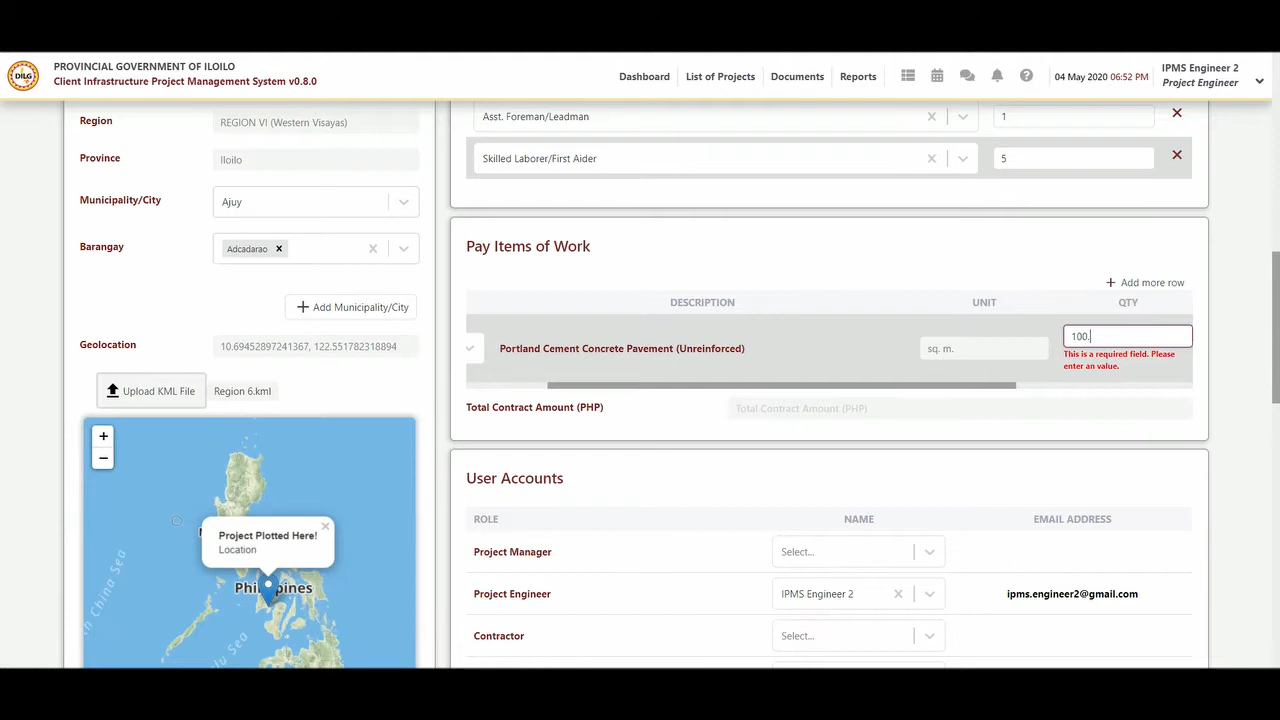 DILG
PROVINCIAL GOVERNMENT OF ILOILO
Client Infrastructure Project Management System v0.8.0
Dashboard
List of Projects
Documents
Reports
04 May 2020 06:52 PM
IPMS Engineer 2
Project Engineer
Region
REGION VI (Western Visayas)
Province
Iloilo
Municipality/City
Ajuy
Barangay
Adcadarao
Add Municipality/City
Geolocation
10.69452897241367, 122.551782318894
Upload KML File
Region 6.kml
+
−
Project Plotted Here!
Location
Philippines
China Sea
Sea
Asst. Foreman/Leadman
1
Skilled Laborer/First Aider
5
Pay Items of Work
Add more row
DESCRIPTION
UNIT
QTY
Portland Cement Concrete Pavement (Unreinforced)
sq. m.
100.
This is a required field. Please
enter an value.
Total Contract Amount (PHP)
Total Contract Amount (PHP)
User Accounts
ROLE
NAME
EMAIL ADDRESS
Project Manager
Select...
Project Engineer
IPMS Engineer 2
ipms.engineer2@gmail.com
Contractor
Select...